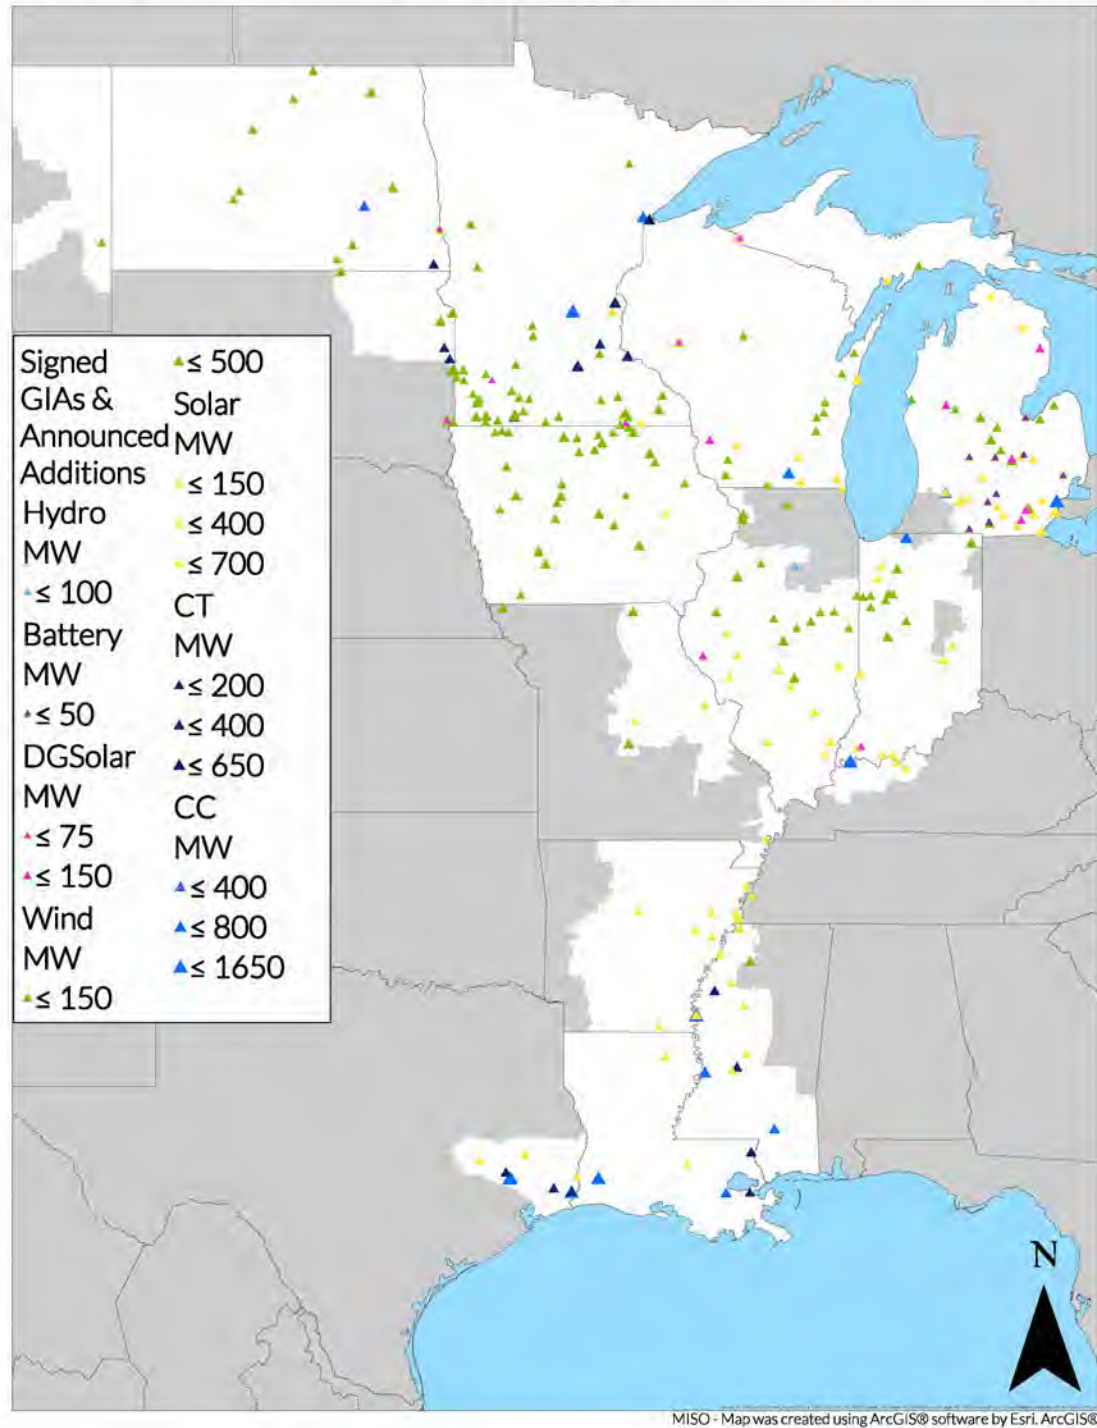 Signed
GIAs &
Announced
Additions
Hydro
MW
≤ 100
Battery
MW
≤ 50
DGSolar
MW
≤ 75
≤ 150
Wind
MW
≤ 150
≤ 500
Solar
MW
≤ 150
≤ 400
≤ 700
CT
MW
≤ 200
≤ 400
≤ 650
CC
MW
≤ 400
≤ 800
≤ 1650
N
MISO - Map was created using ArcGIS® software by Esri. ArcGIS®